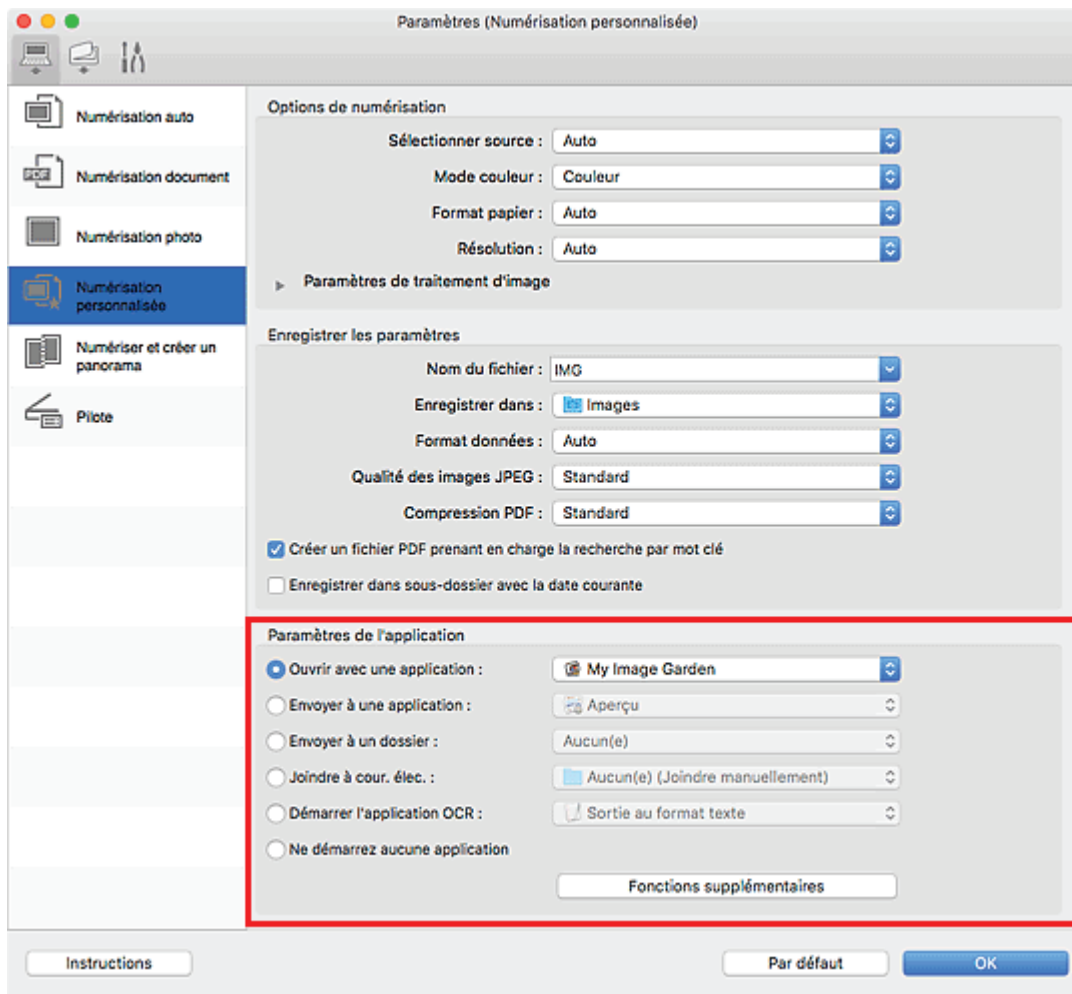 Paramètres (Numérisation personnalisée)
Numérisation auto
PDF
Numérisation document
Numérisation photo
Numérisation
personnalisée
Numériser et créer un
panorama
Pilote
Options de numérisation
Sélectionner source : Auto
Mode couleur : Couleur
Format papier : Auto
Résolution : Auto
Paramètres de traitement d'image
Enregistrer les paramètres
Nom du fichier : IMG
Enregistrer dans : Images
Format données : Auto
Qualité des images JPEG : Standard
Compression PDF : Standard
Créer un fichier PDF prenant en charge la recherche par mot clé
Enregistrer dans sous-dossier avec la date courante
Paramètres de l'application
Ouvrir avec une application : My Image Garden
Envoyer à une application : Aperçu
Envoyer à un dossier : Aucun(e)
Joindre à cour. élec. : Aucun(e) (Joindre manuellement)
Démarrer l'application OCR : Sortie au format texte
Ne démarrez aucune application
Fonctions supplémentaires
Instructions
Par défaut
OK